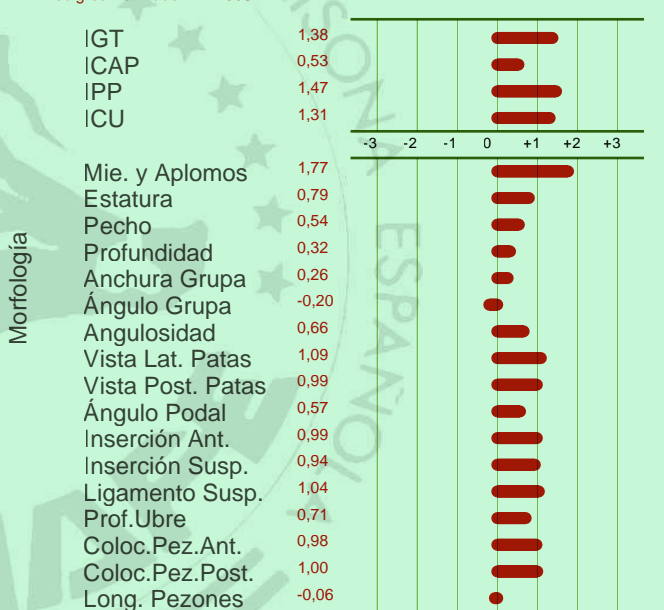 IGT 1,38
ICAP 0,53
IPP 1,47
ICU 1,31
-3 -2 -1 0 +1 +2 +3
Morfología
Mie. y Aplomos 1,77
Estatura 0,79
Pecho 0,54
Profundidad 0,32
Anchura Grupa 0,26
Ángulo Grupa -0,20
Angulosidad 0,66
Vista Lat. Patas 1,09
Vista Post. Patas 0,99
Ángulo Podal 0,57
Inserción Ant. 0,99
Inserción Susp. 0,94
Ligamento Susp. 1,04
Prof.Ubre 0,71
Coloc.Pez.Ant. 0,98
Coloc.Pez.Post. 1,00
Long. Pezones -0,06
ESPAÑOLA